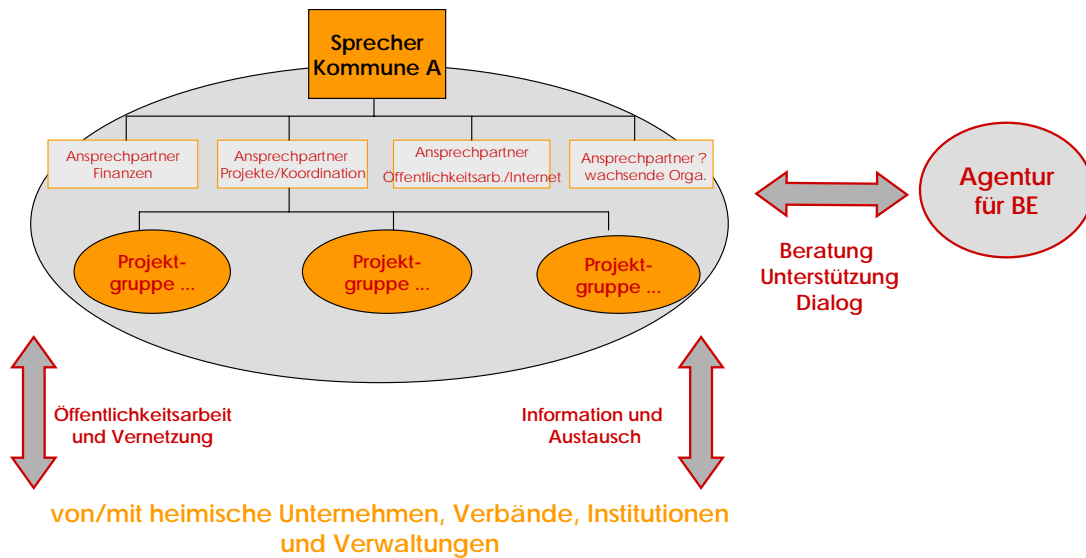 Sprecher
Kommune A
Ansprechpartner
Finanzen
Ansprechpartner
Projekte/Koordination
Ansprechpartner
Öffentlichkeitsarb./Internet
Ansprechpartner ?
wachsende Orga.
Agentur
für BE
Projekt-
gruppe ...
Projekt-
gruppe ...
Projekt-
gruppe ...
Beratung
Unterstützung
Dialog
Öffentlichkeitsarbeit
und Vernetzung
Information und
Austausch
von/mit heimische Unternehmen, Verbände, Institutionen
und Verwaltungen